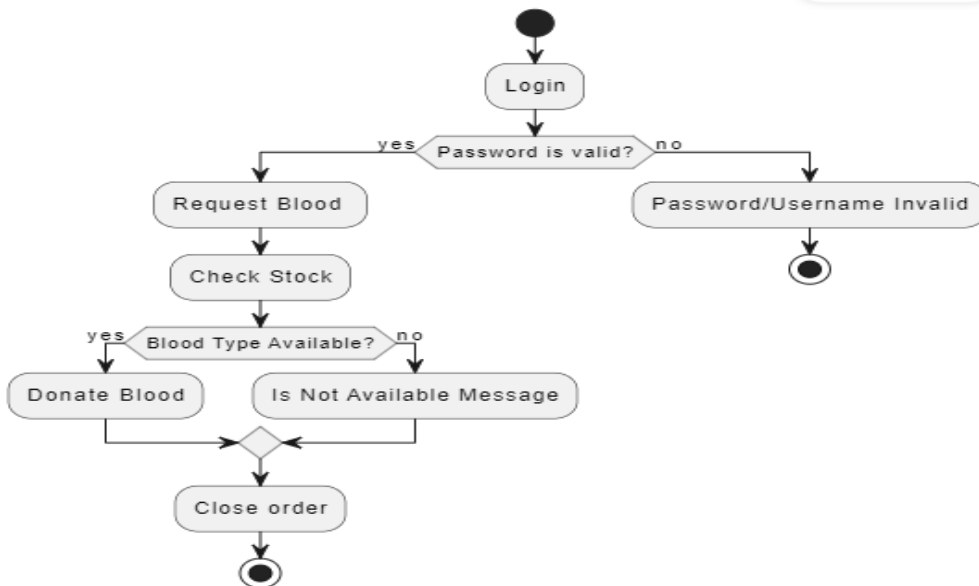 Login
yes
Password is valid?
no
Request Blood
Password/Username Invalid
Check Stock
yes
Blood Type Available?
no
Donate Blood
Is Not Available Message
Close order